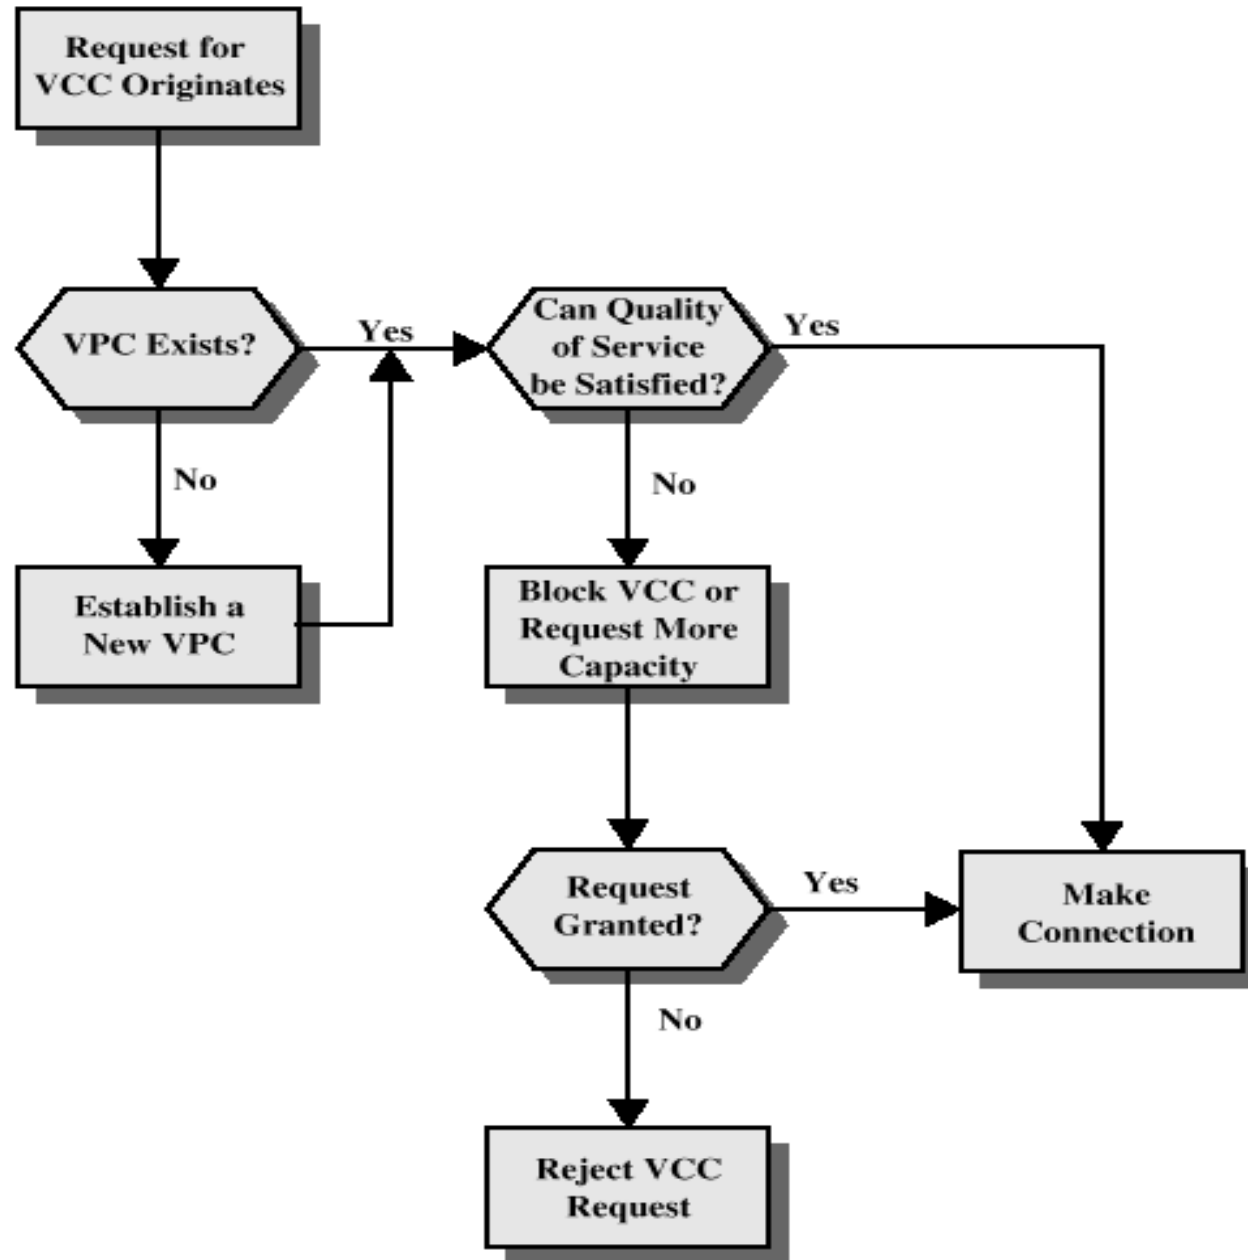 Request for
VCC Originates
VPC Exists?
Yes
Can Quality
of Service
be Satisfied?
Yes
No
No
Establish a
New VPC
Block VCC or
Request More
Capacity
Request
Granted?
Yes
Make
Connection
No
Reject VCC
Request